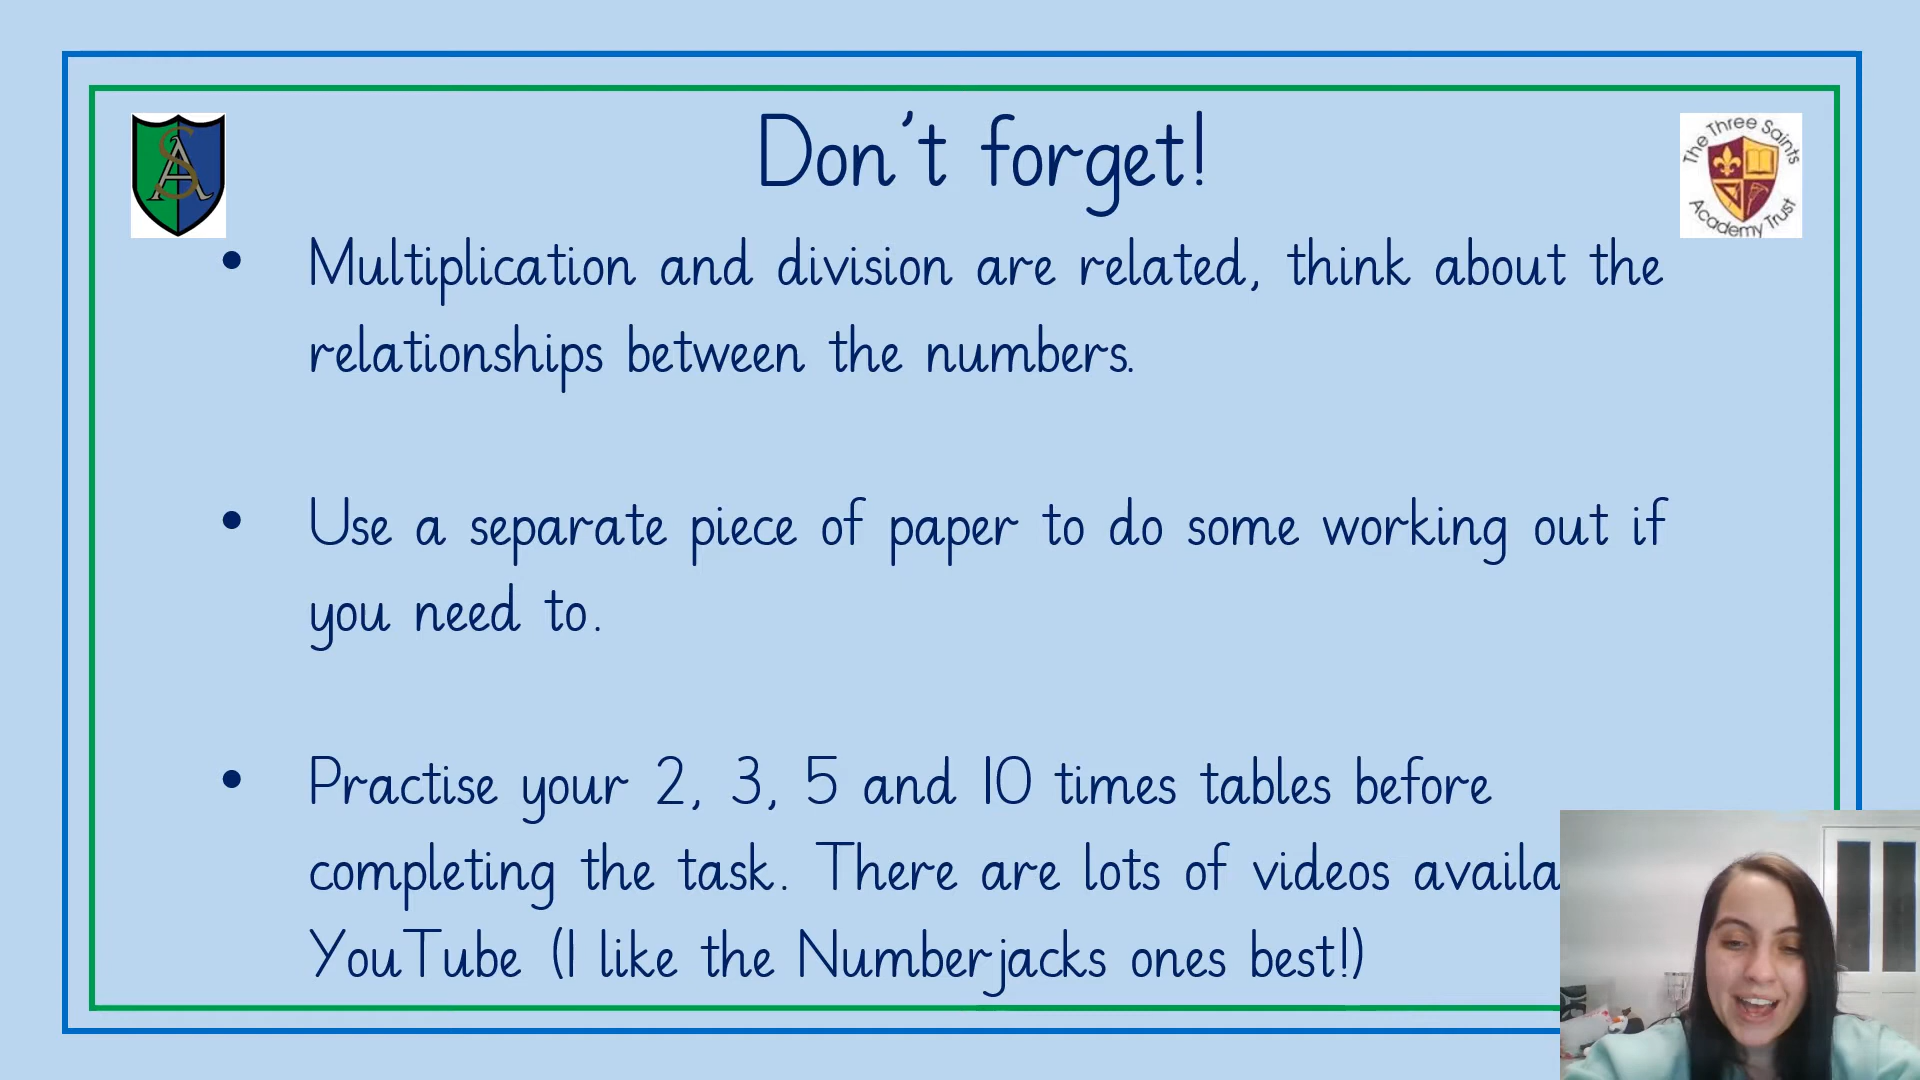 Don't forget!
The Three Saints
Academy Trust
SA
• Multiplication and division are related, think about the
relationships between the numbers.
• Use a separate piece of paper to do some working out if
you need to.
• Practise your 2, 3, 5 and 10 times tables before
completing the task. There are lots of videos
YouTube (I like the Numberjacks ones best!)